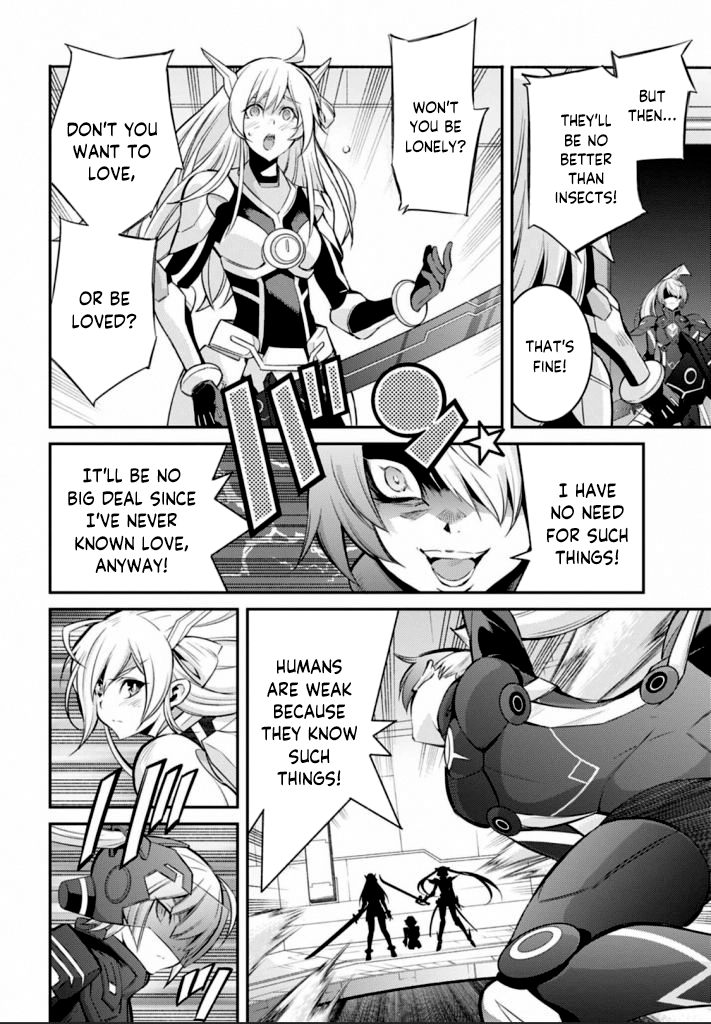 BUT
THEN...
THEY'LL
BE NO
BETTER
THAN
INSECTS!
THAT'S
FINE!
WON'T
YOU BE
LONELY?
DON'T YOU
WANT TO
LOVE,
OR BE
LOVED?
I HAVE
NO NEED
FOR SUCH
THINGS!
IT'LL BE NO
BIG DEAL SINCE
I'VE NEVER
KNOWN LOVE,
ANYWAY!
HUMANS
ARE WEAK
BECAUSE
THEY KNOW
SUCH
THINGS!